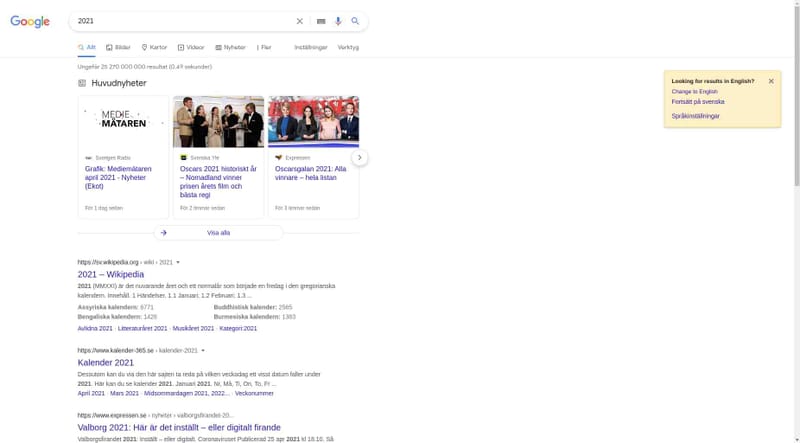 Google
2021
Allt Bilder Kartor Videor Nyheter Fler Inställningar Verktyg
Ungefär 25 270 000 000 resultat (0,49 sekunder)
Looking for results in English?
Change to English
Fortsätt på svenska
Språkinställningar
Huvudnyheter
MEDIE
MÄTAREN
Sveriges Radio
Grafik: Mediemätaren
april 2021 - Nyheter
(Ekot)
För 1 dag sedan
Svenska Yle
Oscars 2021 historiskt år
– Nomadland vinner
prisen årets film och
bästa regi
För 2 timmar sedan
Expressen
Oscarsgalan 2021: Alla
vinnare – hela listan
För 3 timmar sedan
Visa alla
https://sv.wikipedia.org › wiki › 2021
2021 – Wikipedia
2021 (MMXXI) är det nuvarande året och ett normalår som började en fredag i den gregorianska
kalendern. Innehåll. 1 Händelser. 1.1 Januari; 1.2 Februari; 1.3 ...
Assyriska kalendern: 6771 Buddhistisk kalender: 2565
Bengaliska kalendern: 1428 Burmesiska kalendern: 1383
Avlidna 2021 · Litteraturåret 2021 · Musikåret 2021 · Kategori:2021
https://www.kalender-365.se › kalender-2021
Kalender 2021
Dessutom kan du via den här sajten ta reda på vilken veckodag ett visst datum faller under
2021. Här kan du se kalender 2021. Januari 2021. Nr, Må, Ti, On, To, Fr ...
April 2021 · Mars 2021 · Midsommardagen 2021, 2022... · Veckonummer
https://www.expressen.se › nyheter › valborgsfirandet-20...
Valborg 2021: Här är det inställt – eller digitalt firande
Valborgsfirandet 2021: Inställt – eller digitalt. Coronaviruset Publicerad 25 apr 2021 kl 18.10. Så